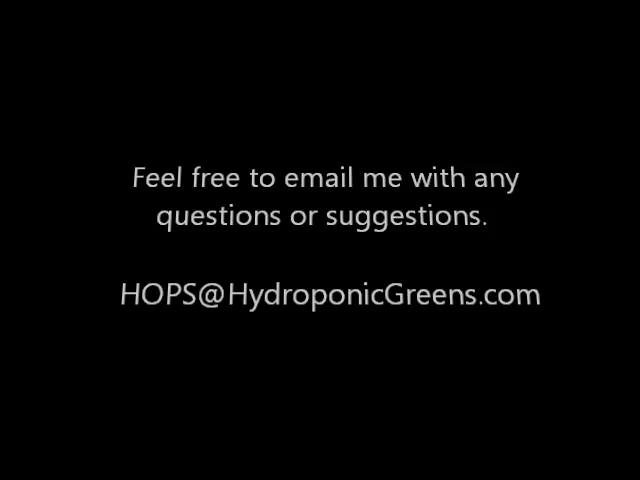 Feel free to email me with any
questions or suggestions.
HOPS@HydroponicGreens.com